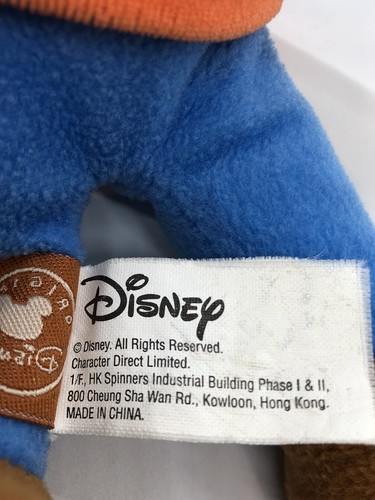 Disney
© Disney. All Rights Reserved.
Character Direct Limited.
1/F., HK Spinners Industrial Building Phase I & II,
800 Cheung Sha Wan Rd., Kowloon, Hong Kong.
MADE IN CHINA.